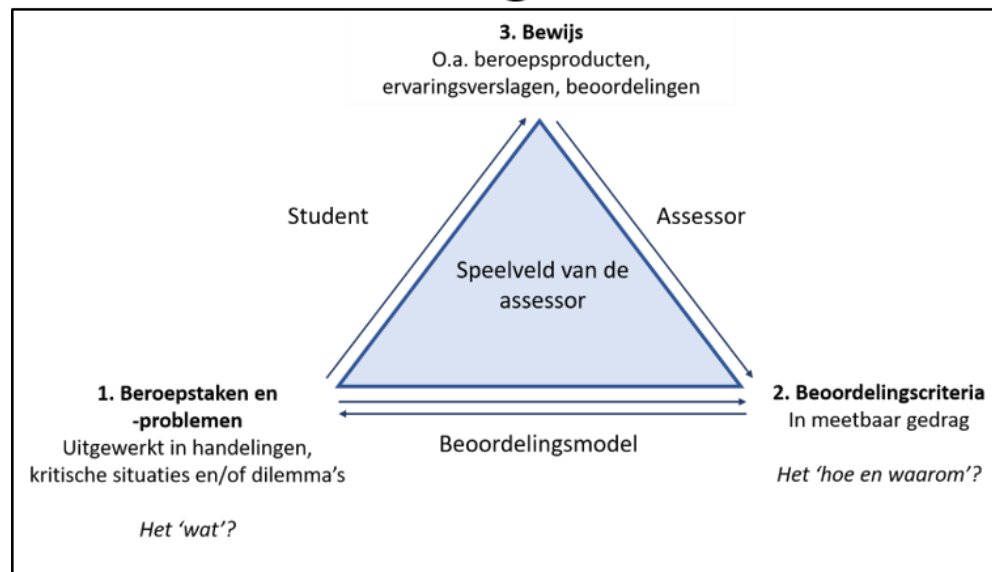 3. Bewijs
O.a. beroepsproducten,
ervaringsverslagen, beoordelingen
Student
Assessor
Speelveld van de
assessor
1. Beroepstaken en
-problemen
Uitgewerkt in handelingen,
kritische situaties en/of dilemma's
Het 'wat'?
Beoordelingsmodel
2. Beoordelingscriteria
In meetbaar gedrag
Het 'hoe en waarom'?